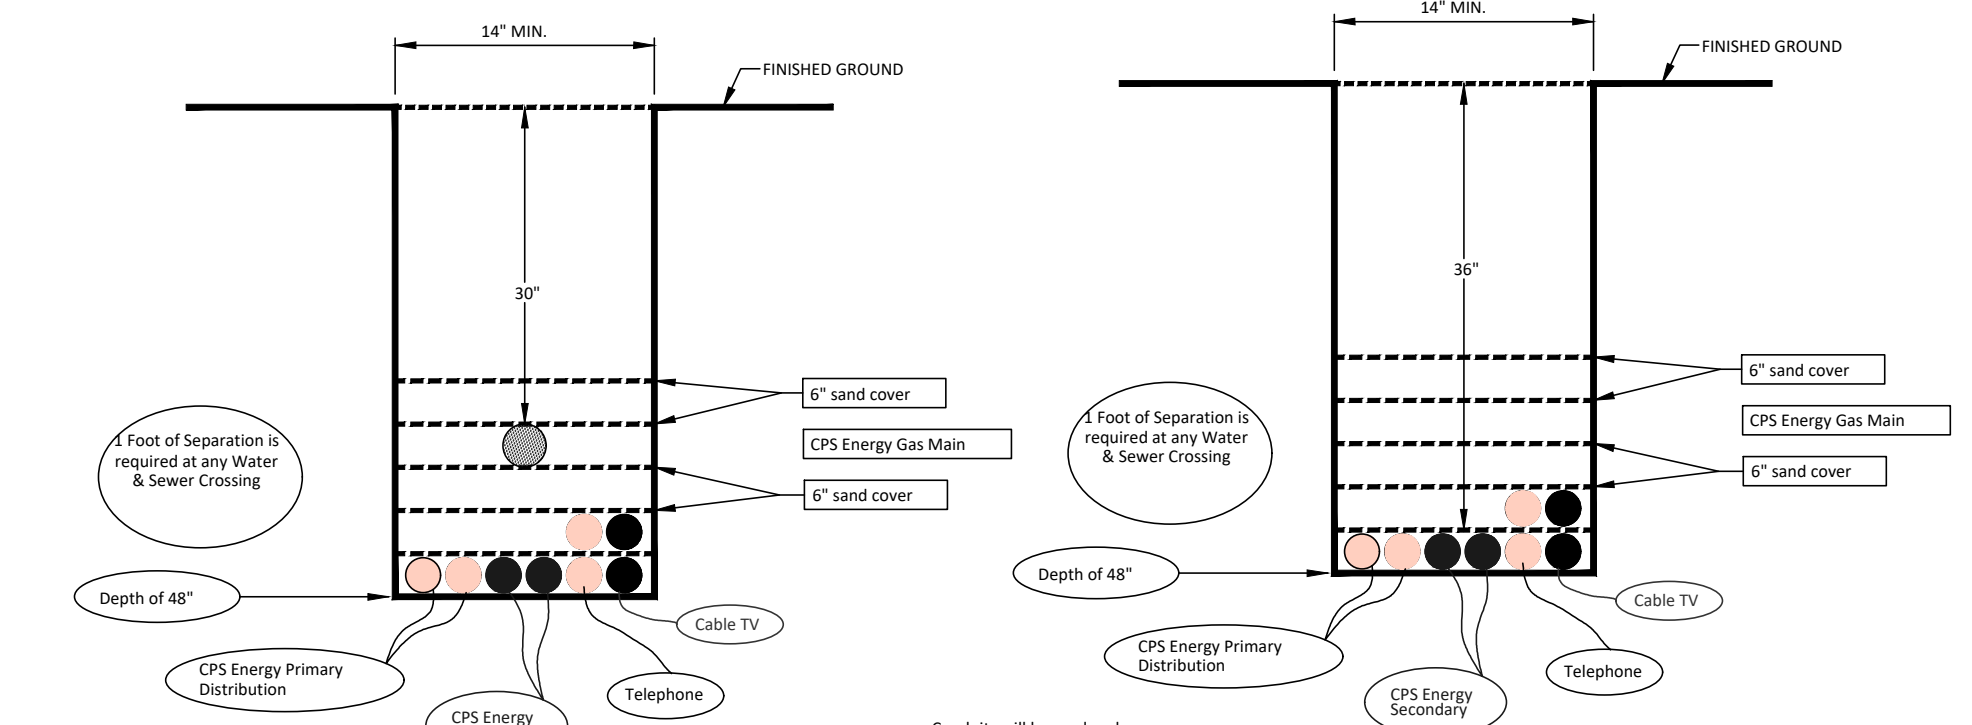 14" MIN.
FINISHED GROUND
30"
6" sand cover
CPS Energy Gas Main
6" sand cover
1 Foot of Separation is
required at any Water
& Sewer Crossing
Depth of 48"
Cable TV
CPS Energy Primary
Distribution
Telephone
CPS Energy
14" MIN.
FINISHED GROUND
36"
6" sand cover
CPS Energy Gas Main
6" sand cover
1 Foot of Separation is
required at any Water
& Sewer Crossing
Depth of 48"
Cable TV
CPS Energy Primary
Distribution
Telephone
CPS Energy
Secondary